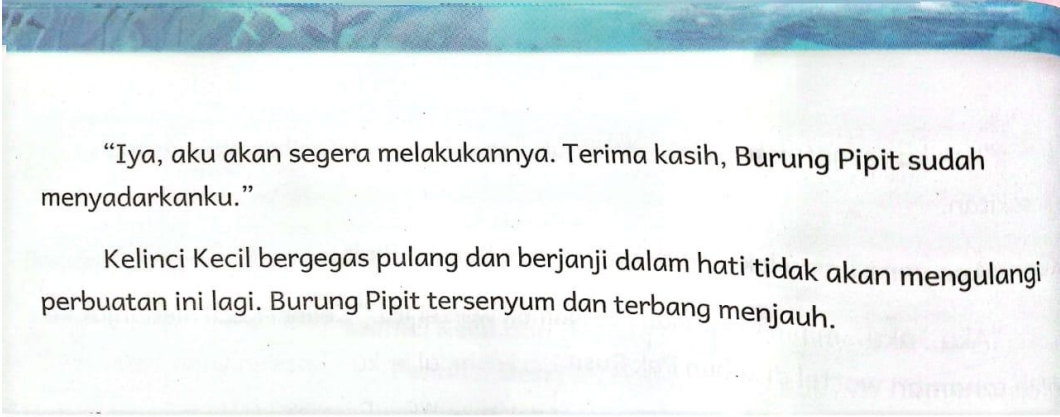 “Iya, aku akan segera melakukannya. Terima kasih, Burung Pipit sudah
menyadarkanku.”
Kelinci Kecil bergegas pulang dan berjanji dalam hati tidak akan mengulangi
perbuatan ini lagi. Burung Pipit tersenyum dan terbang menjauh.